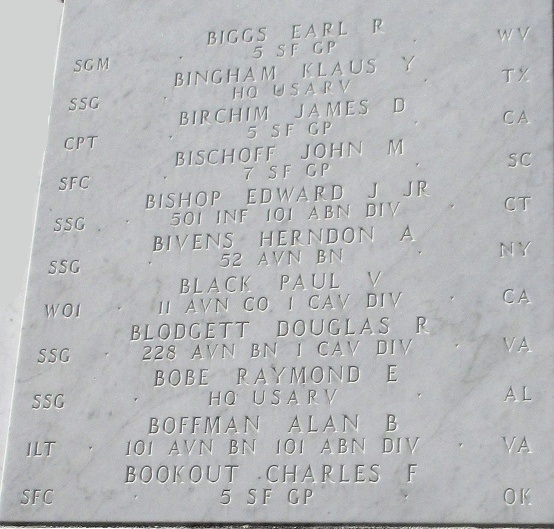 BIGGS EARL R
SGM · 5 SF GP · WV
BINGHAM KLAUS Y
SSG · HQ USARV · TX
BIRCHIM JAMES D
CPT · 5 SF GP · CA
BISCHOFF JOHN M
SFC · 7 SF GP · SC
BISHOP EDWARD J JR
SSG · 501 INF 101 ABN DIV · CT
BIVENS HERNDON A
SSG · 52 AVN BN · NY
BLACK PAUL V
WO1 · 11 AVN CO 1 CAV DIV · CA
BLODGETT DOUGLAS R
SSG · 228 AVN BN 1 CAV DIV · VA
BOBE RAYMOND E
SSG · HQ USARV · AL
BOFFMAN ALAN B
1LT · 101 AVN BN 101 ABN DIV · VA
BOOKOUT CHARLES F
SFC · 5 SF GP · OK